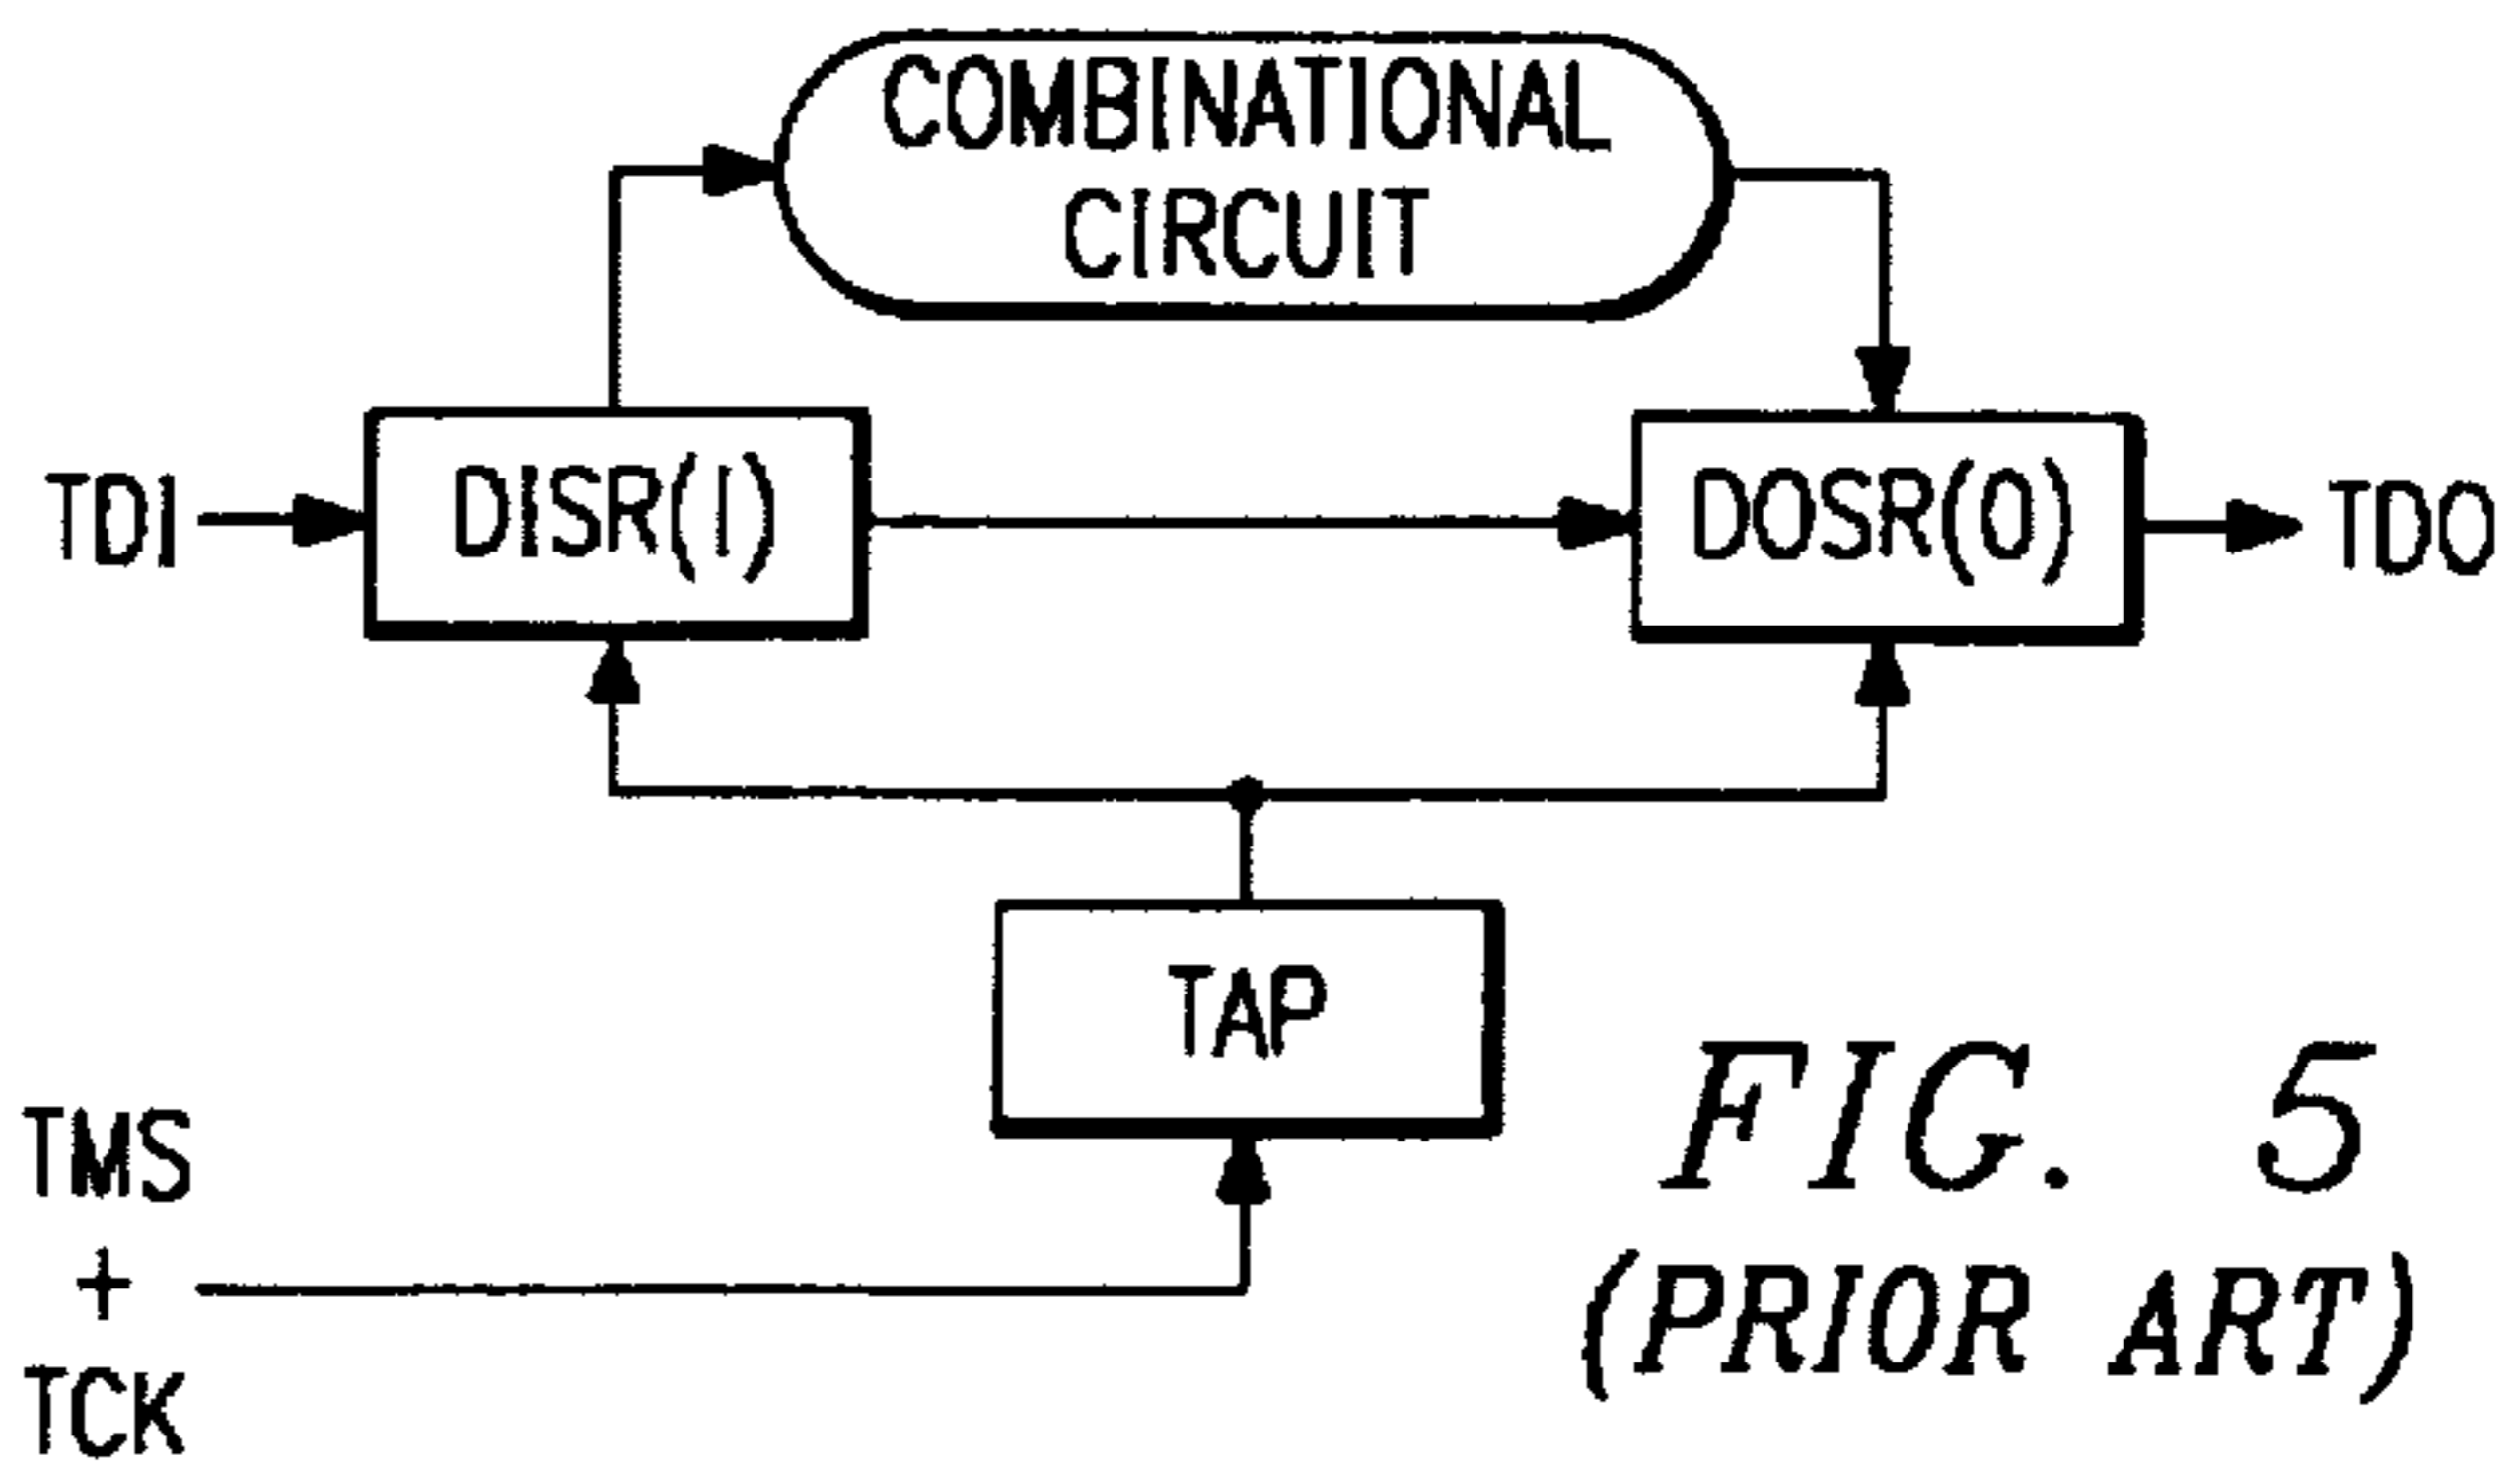 COMBINATIONAL
CIRCUIT
TDI
DISR(I)
DOSR(O)
TDO
TAP
TMS
+
TCK
FIG. 5
(PRIOR ART)